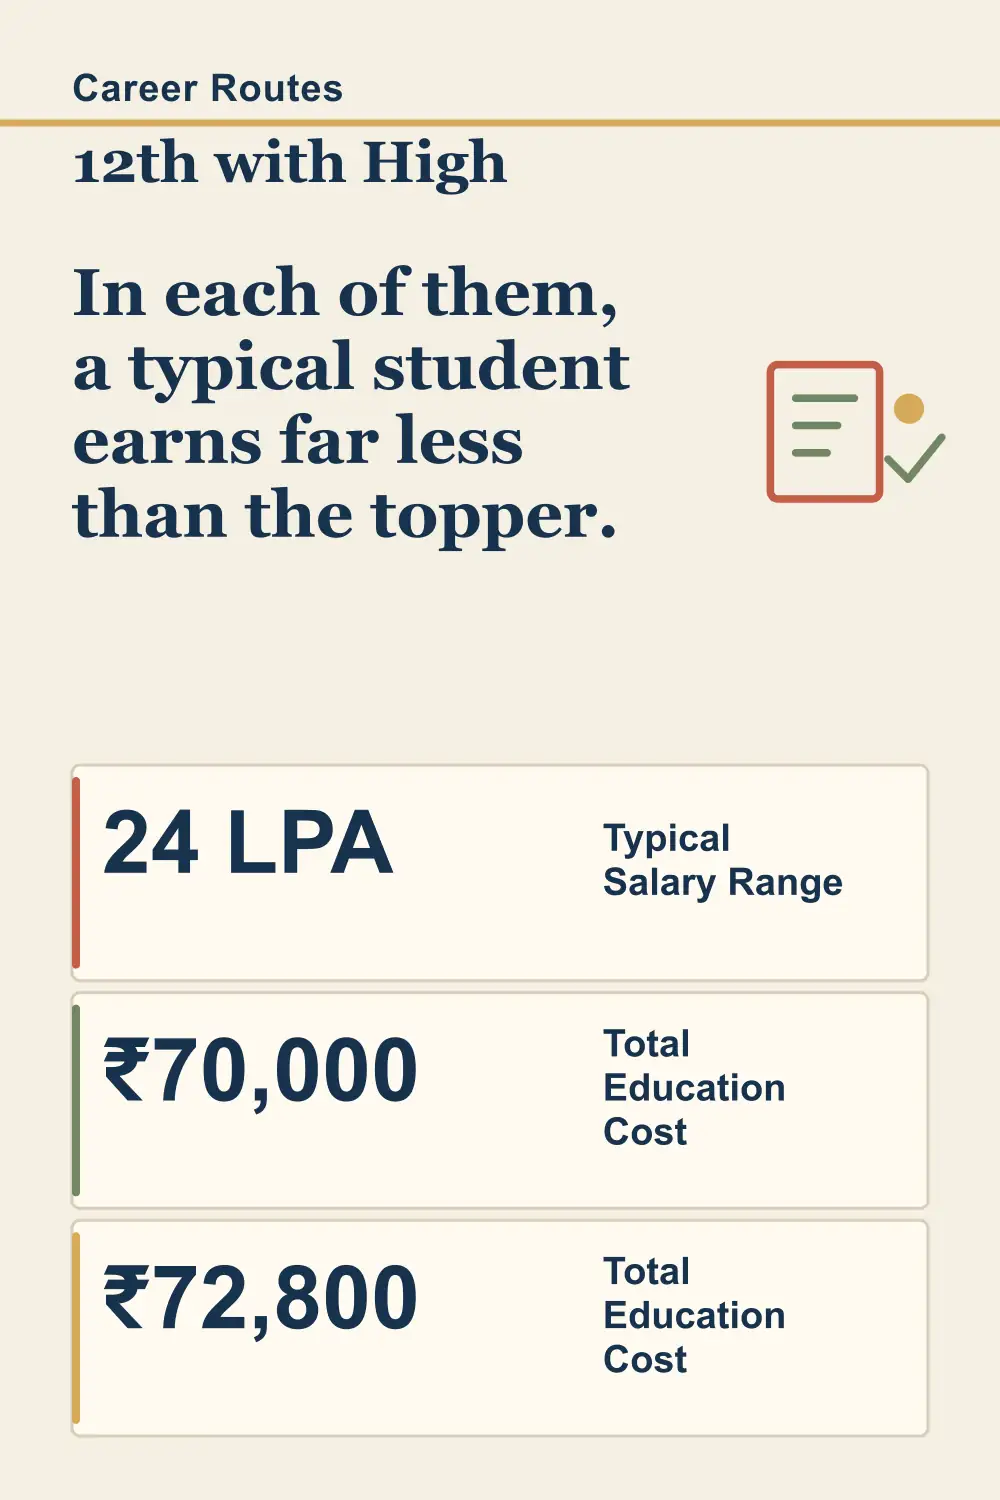 Career Routes
12th with High
In each of them,
a typical student
earns far less
than the topper.
24 LPA
Typical
Salary Range
₹70,000
Total
Education
Cost
₹72,800
Total
Education
Cost